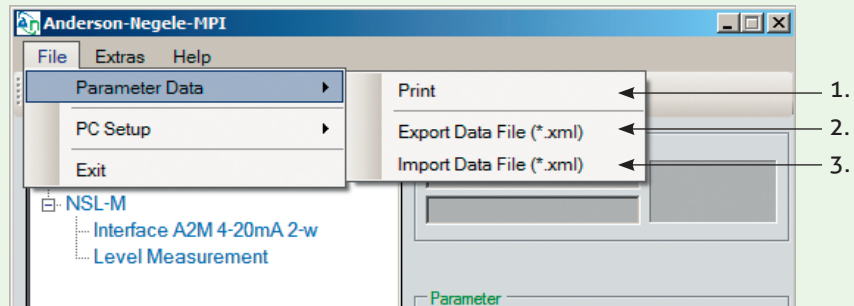 Anderson-Negele-MPI
File Extras Help
Parameter Data
PC Setup
Exit
Print
Export Data File (*.xml)
Import Data File (*.xml)
1.
2.
3.
NSL-M
Interface A2M 4-20mA 2-w
Level Measurement
Parameter